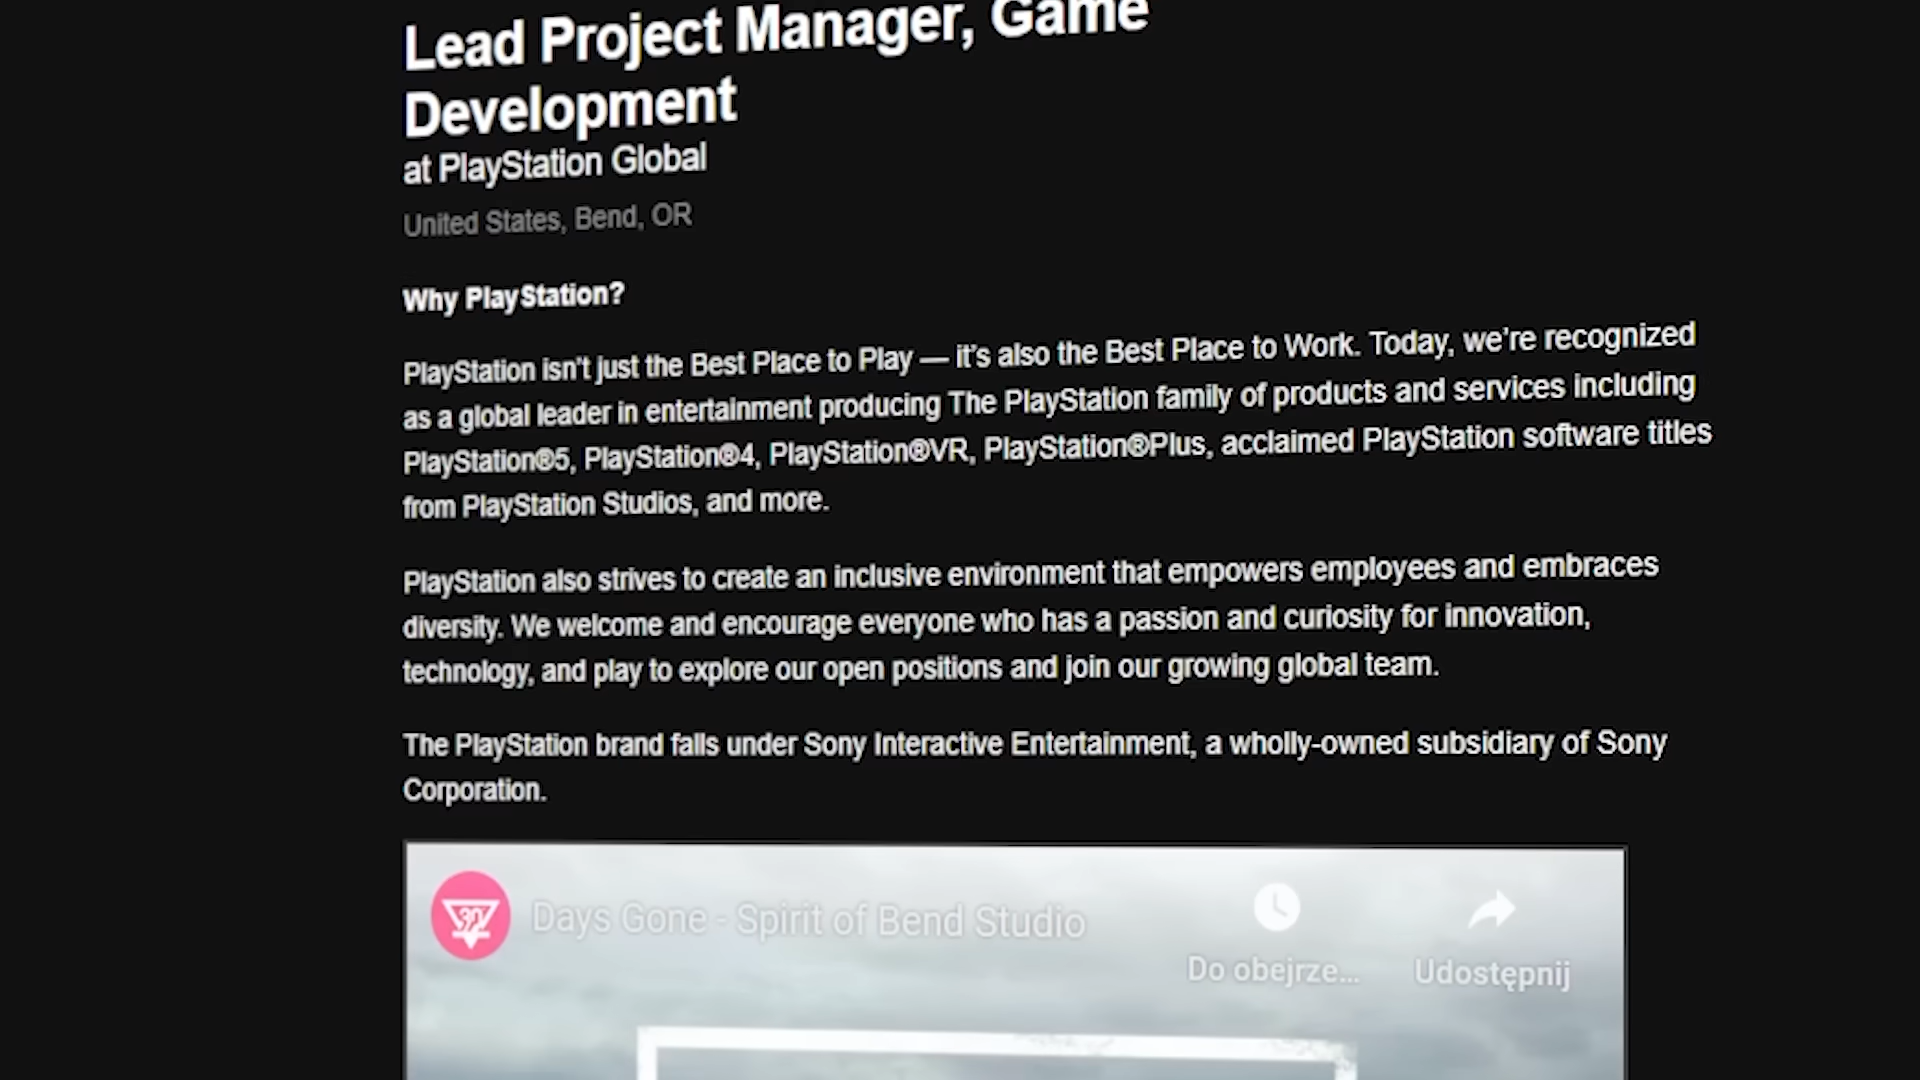 Lead Project Manager, Game
Development
at PlayStation Global
United States, Bend, OR
Why PlayStation?
PlayStation isn’t just the Best Place to Play — it’s also the Best Place to Work. Today, we’re recognized
as a global leader in entertainment producing The PlayStation family of products and services including
PlayStation®5, PlayStation®4, PlayStation®VR, PlayStation®Plus, acclaimed PlayStation software titles
from PlayStation Studios, and more.
PlayStation also strives to create an inclusive environment that empowers employees and embraces
diversity. We welcome and encourage everyone who has a passion and curiosity for innovation,
technology, and play to explore our open positions and join our growing global team.
The PlayStation brand falls under Sony Interactive Entertainment, a wholly-owned subsidiary of Sony
Corporation.
30
Days Gone - Spirit of Bend Studio
Do obejrze...
Udostępnij